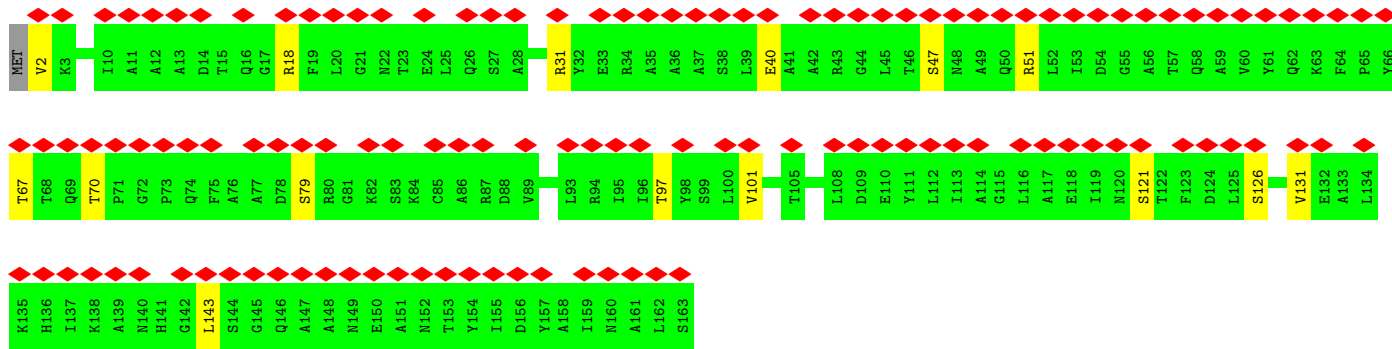 MET V2 K3 I10 A11 A12 A13 D14 T15 Q16 G17 R18 F19 L20 G21 N22 T23 E24 L25 Q26 S27 A28 R31 Y32 E33 R34 A35 A36 A37 S38 L39 E40 A41 A42 R43 G44 L45 T46 S47 N48 A49 Q50 R51 L52 I53 D54 G55 A56 T57 Q58 A59 V60 Y61 Q62 K63 F64 P65 Y66
T67 T68 Q69 T70 P71 G72 P73 Q74 F75 A76 A77 D78 S79 R80 G81 K82 S83 K84 C85 A86 R87 D88 V89 L93 R94 I95 I96 T97 Y98 S99 L100 V101 T105 L108 D109 E110 Y111 L112 I113 A114 G115 L116 A117 E118 I119 N120 S121 T122 F123 D124 L125 S126 V131 E132 A133 L134
K135 H136 I137 K138 A139 N140 H141 G142 L143 S144 G145 Q146 A147 A148 N149 E150 A151 N152 T153 Y154 I155 D156 Y157 A158 I159 N160 A161 L162 S163